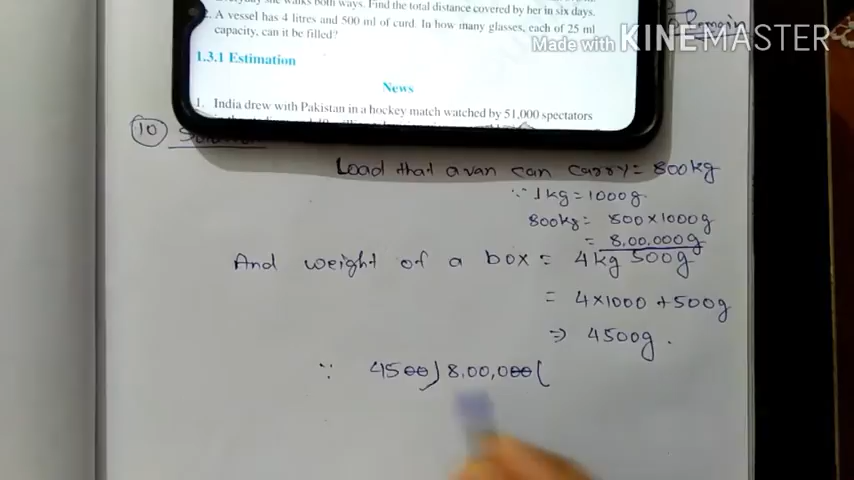 both ways. Find the total distance covered by her in six days.
A vessel has 4 litres and 500 ml of curd. In how many glasses, each of 25 ml
capacity, can it be filled?
Made with KINEMASTER
1.3.1 Estimation
News
1. India drew with Pakistan in a hockey match watched by 51,000 spectators
10
Load that a van can carry = 800kg
∵ 1kg = 1000g
800kg = 800×1000g
= 8,00,000g
And weight of a box = 4kg 500g
= 4×1000 +500g
⇒ 4500g.
∵ 4500)8,00,000(